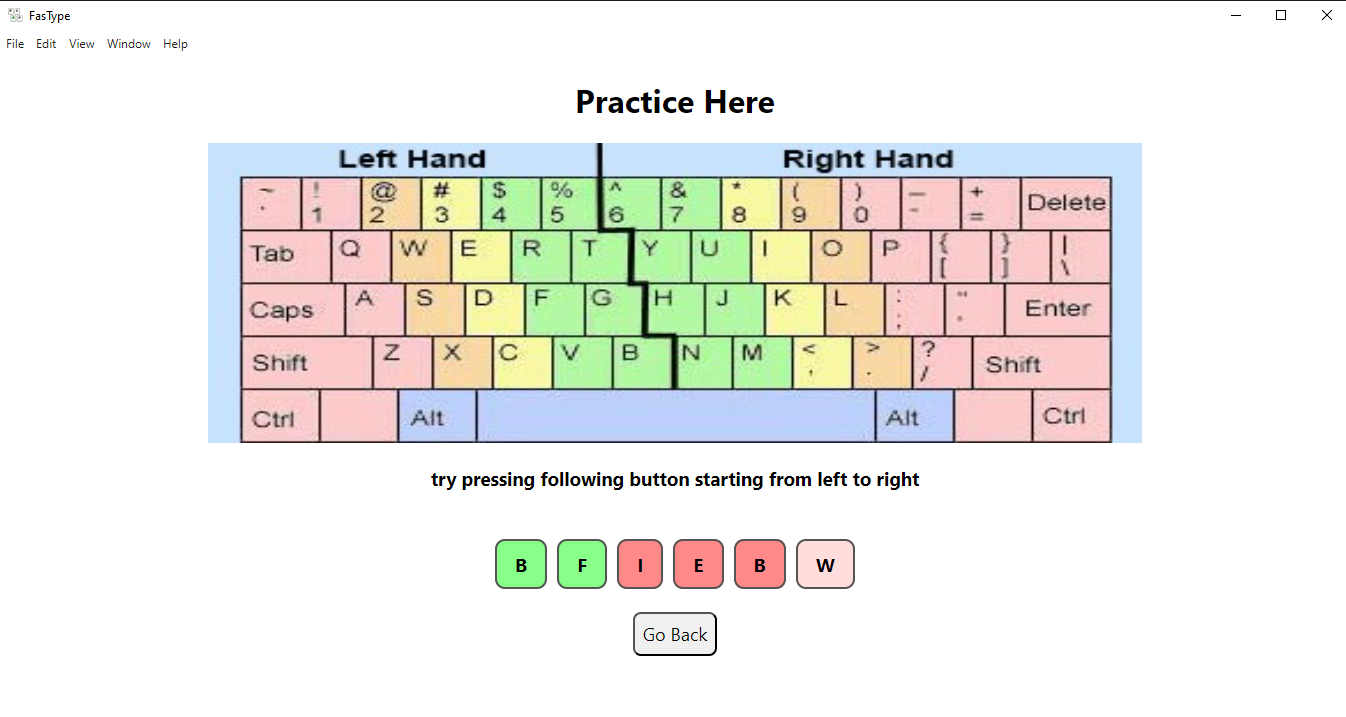 FasType
File Edit View Window Help
Practice Here
Left Hand Right Hand
~ ! @ # $ % ^ & * ( ) — +
. 1 2 3 4 5 6 7 8 9 0 - = Delete
Tab Q W E R T Y U I O P { [ } ] | \
Caps A S D F G H J K L : ; " . Enter
Shift Z X C V B N M < , > . ? / Shift
Ctrl Alt Alt Ctrl
try pressing following button starting from left to right
B F I E B W
Go Back